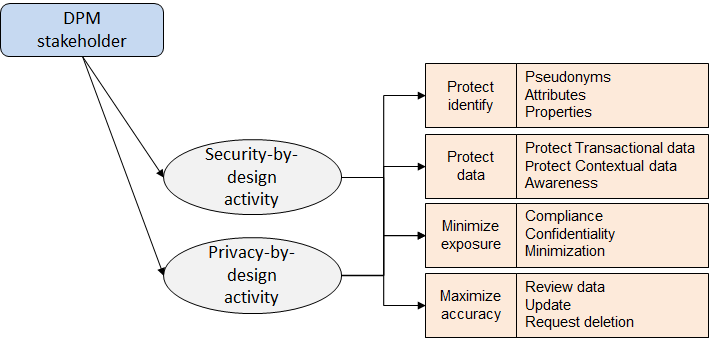 DPM
stakeholder
Security-by-
design
activity
Privacy-by-
design
activity
Protect
identify
Pseudonyms
Attributes
Properties
Protect
data
Protect Transactional data
Protect Contextual data
Awareness
Minimize
exposure
Compliance
Confidentiality
Minimization
Maximize
accuracy
Review data
Update
Request deletion